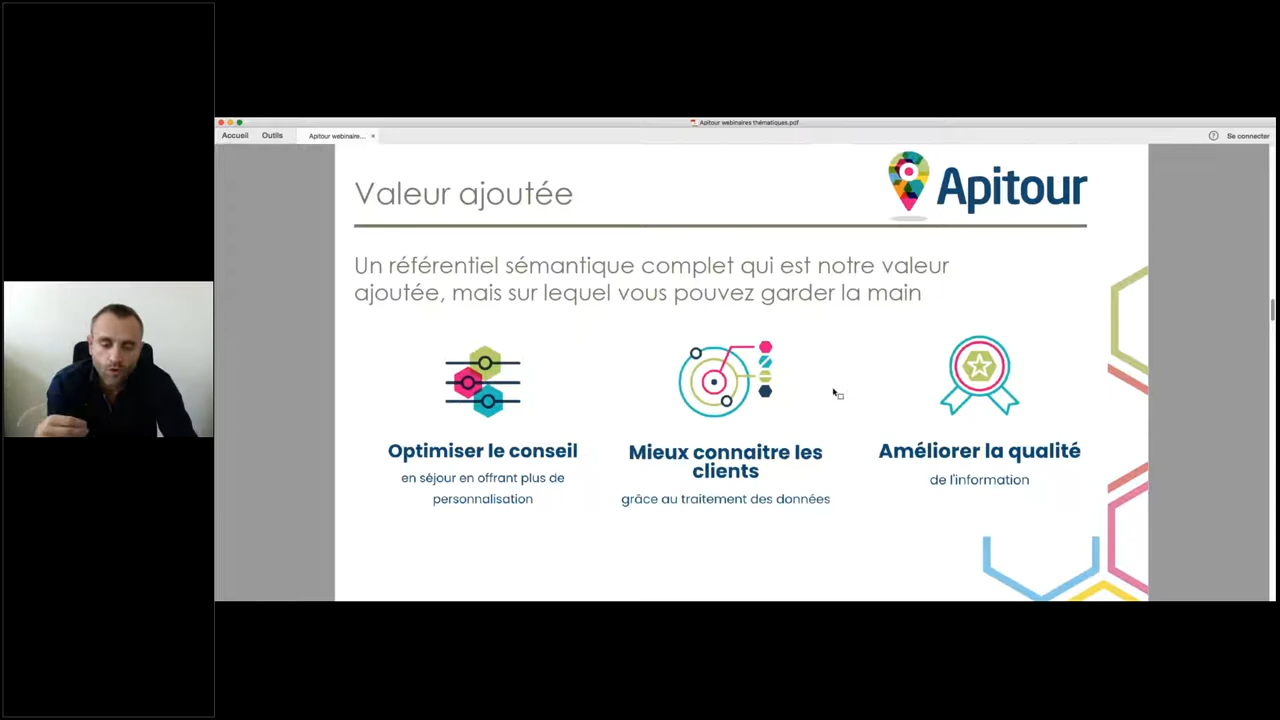 Apitour webinaires thématiques.pdf
Accueil Outils Apitour webinaire... × ? Se connecter
Valeur ajoutée
Apitour
Un référentiel sémantique complet qui est notre valeur
ajoutée, mais sur lequel vous pouvez garder la main
Optimiser le conseil
en séjour en offrant plus de
personnalisation
Mieux connaitre les
clients
grâce au traitement des données
Améliorer la qualité
de l'information